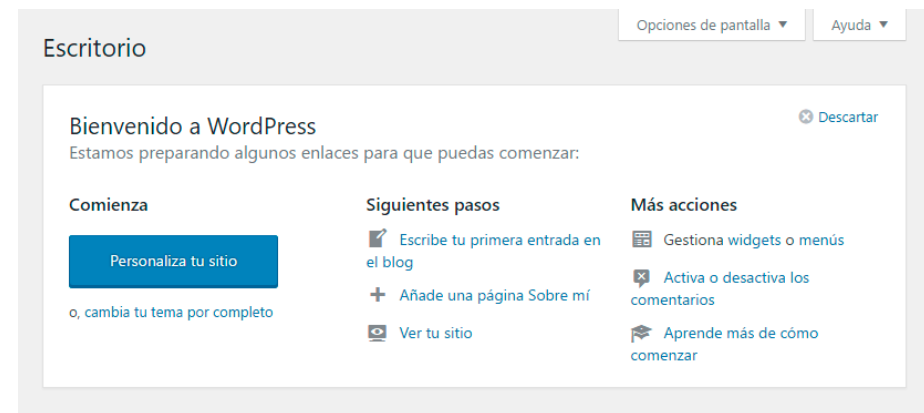 Opciones de pantalla ▼
Ayuda ▼
Escritorio
Bienvenido a WordPress
Descartar
Estamos preparando algunos enlaces para que puedas comenzar:
Comienza
Personaliza tu sitio
o, cambia tu tema por completo
Siguientes pasos
Escribe tu primera entrada en
el blog
Añade una página Sobre mí
Ver tu sitio
Más acciones
Gestiona widgets o menús
Activa o desactiva los
comentarios
Aprende más de cómo
comenzar